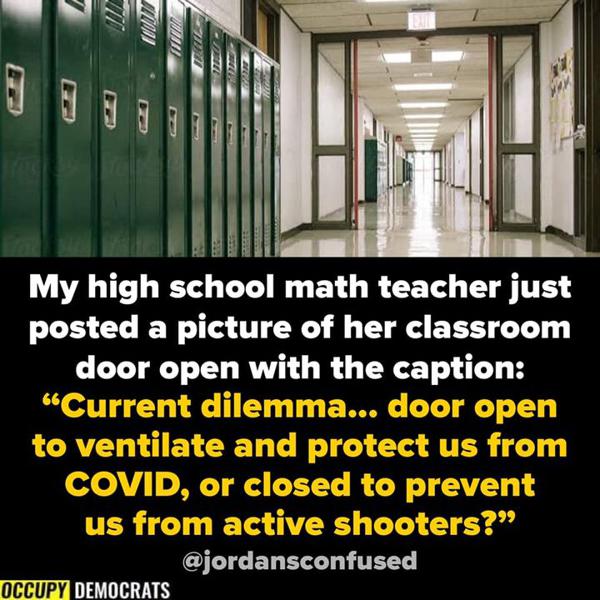 EXIT
My high school math teacher just
posted a picture of her classroom
door open with the caption:
“Current dilemma... door open
to ventilate and protect us from
COVID, or closed to prevent
us from active shooters?”
@jordansconfused
OCCUPY DEMOCRATS